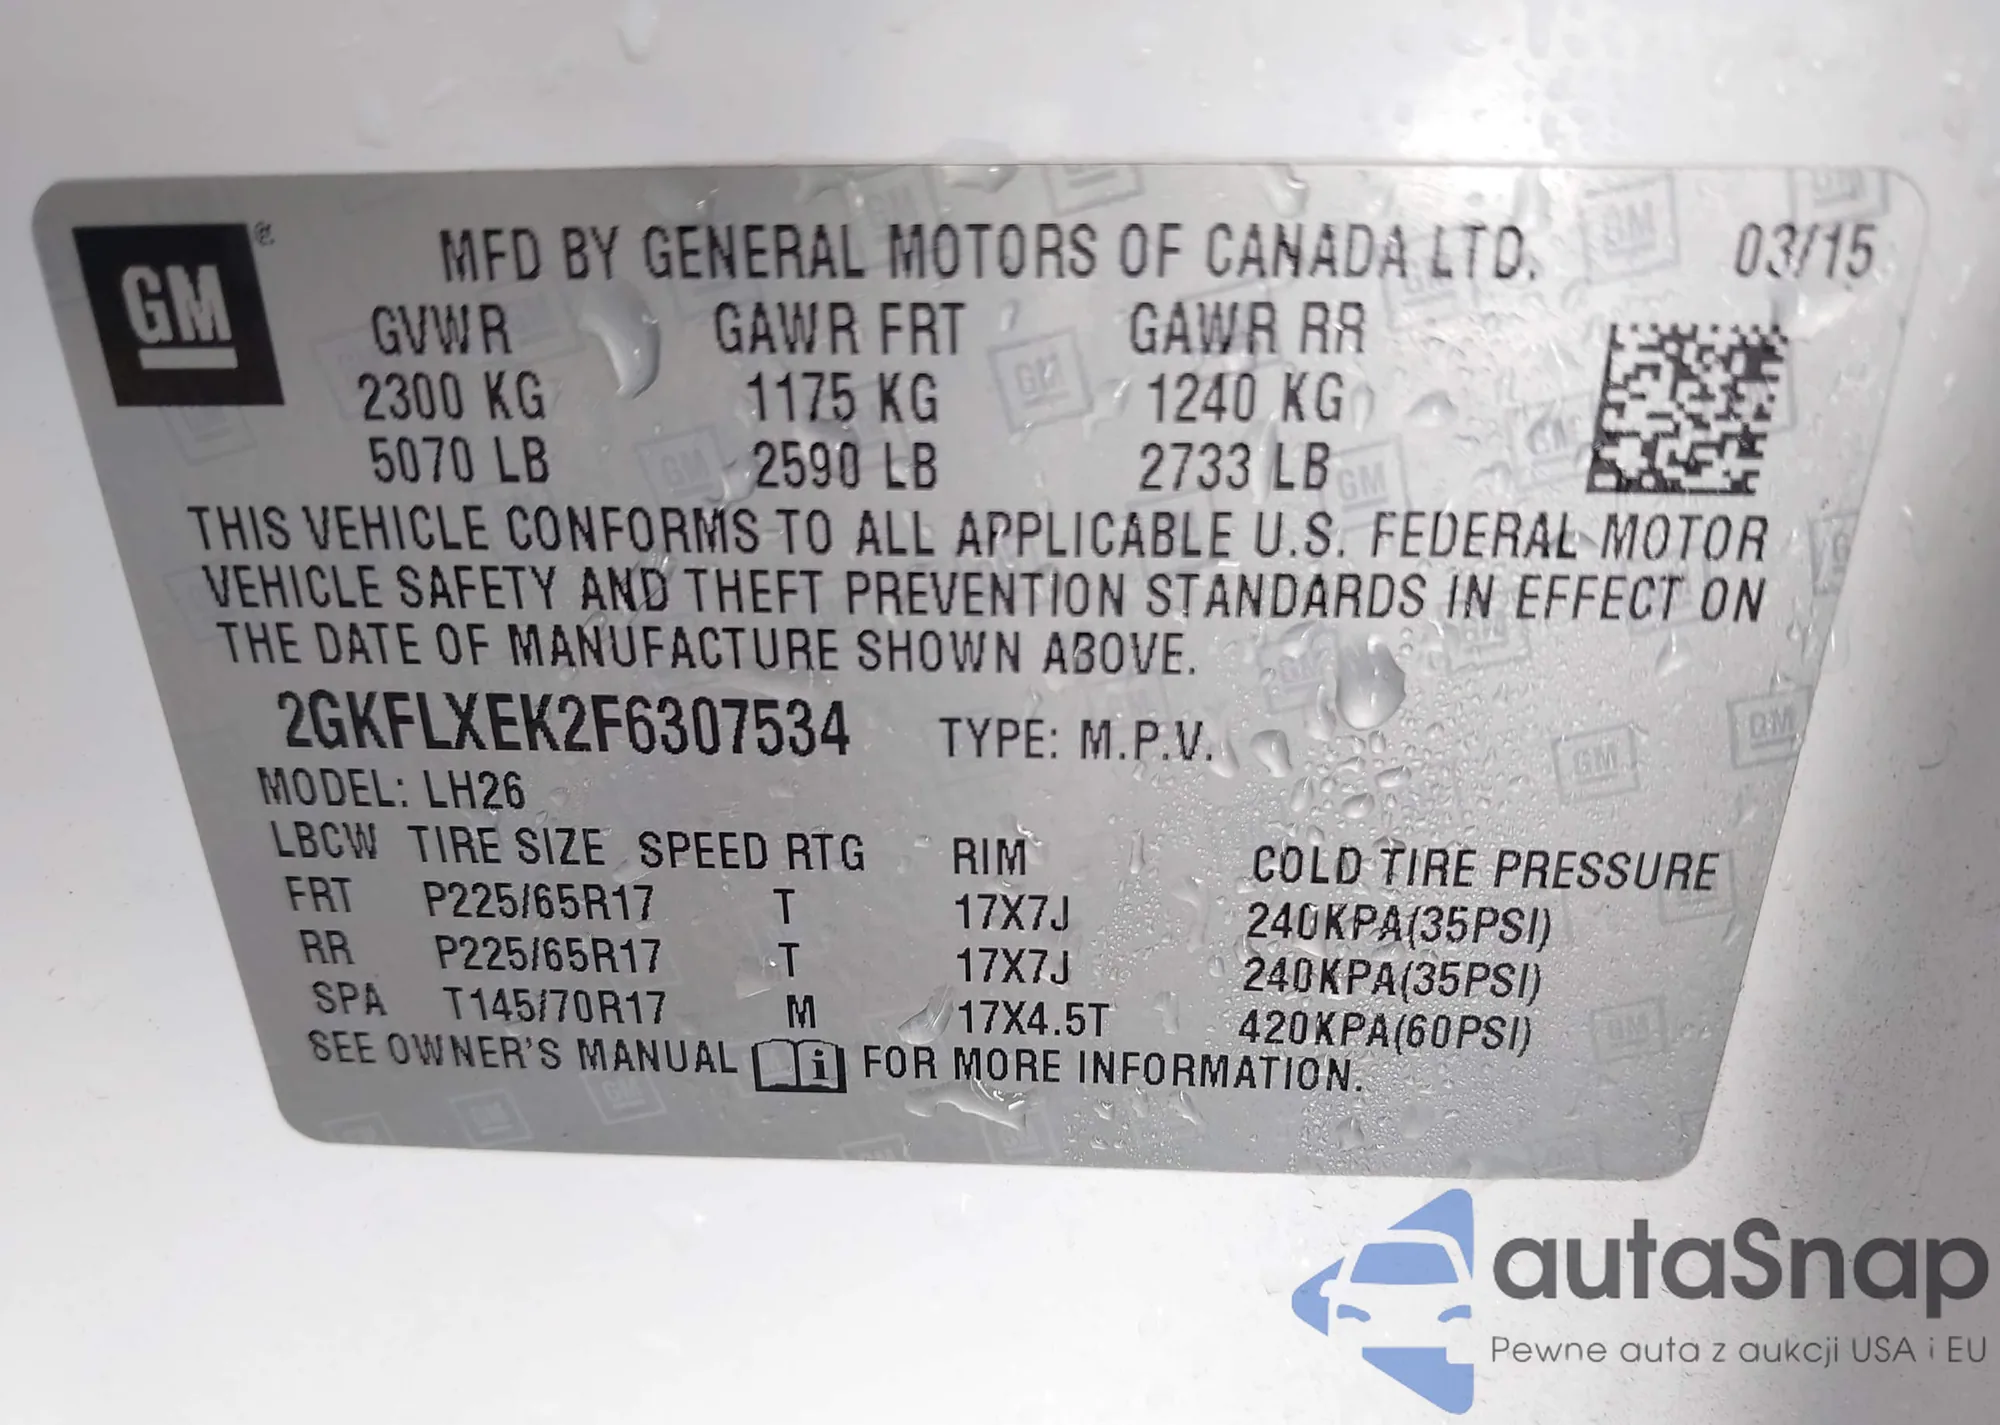 GM
®
MFD BY GENERAL MOTORS OF CANADA LTD. 03/15
GVWR GAWR FRT GAWR RR
2300 KG 1175 KG 1240 KG
5070 LB 2590 LB 2733 LB
THIS VEHICLE CONFORMS TO ALL APPLICABLE U.S. FEDERAL MOTOR
VEHICLE SAFETY AND THEFT PREVENTION STANDARDS IN EFFECT ON
THE DATE OF MANUFACTURE SHOWN ABOVE.
2GKFLXEK2F6307534 TYPE: M.P.V.
MODEL: LH26
LBCW TIRE SIZE SPEED RTG RIM COLD TIRE PRESSURE
FRT P225/65R17 T 17X7J 240KPA(35PSI)
RR P225/65R17 T 17X7J 240KPA(35PSI)
SPA T145/70R17 M 17X4.5T 420KPA(60PSI)
SEE OWNER'S MANUAL i FOR MORE INFORMATION.
autaSnap
Pewne auta z aukcji USA i EU